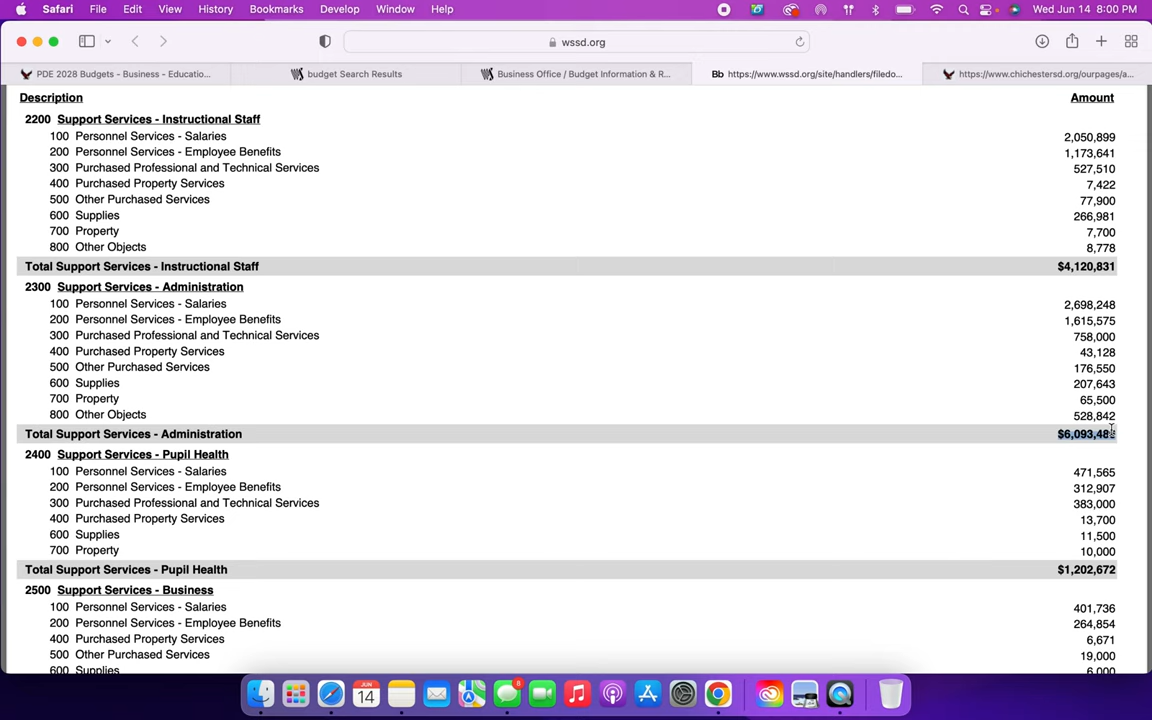 Safari File Edit View History Bookmarks Develop Window Help Wed Jun 14 8:00 PM
wssd.org
PDE 2028 Budgets - Business - Educatio... budget Search Results Business Office / Budget Information & R... Bb https://www.wssd.org/site/handlers/filedo... https://www.chichestersd.org/ourpages/a...
Description Amount
2200 Support Services - Instructional Staff
100 Personnel Services - Salaries 2,050,899
200 Personnel Services - Employee Benefits 1,173,641
300 Purchased Professional and Technical Services 527,510
400 Purchased Property Services 7,422
500 Other Purchased Services 77,900
600 Supplies 266,981
700 Property 7,700
800 Other Objects 8,778
Total Support Services - Instructional Staff $4,120,831
2300 Support Services - Administration
100 Personnel Services - Salaries 2,698,248
200 Personnel Services - Employee Benefits 1,615,575
300 Purchased Professional and Technical Services 758,000
400 Purchased Property Services 43,128
500 Other Purchased Services 176,550
600 Supplies 207,643
700 Property 65,500
800 Other Objects 528,842
Total Support Services - Administration
2400 Support Services - Pupil Health
100 Personnel Services - Salaries 471,565
200 Personnel Services - Employee Benefits 312,907
300 Purchased Professional and Technical Services 383,000
400 Purchased Property Services 13,700
600 Supplies 11,500
700 Property 10,000
Total Support Services - Pupil Health $1,202,672
2500 Support Services - Business
100 Personnel Services - Salaries 401,736
200 Personnel Services - Employee Benefits 264,854
400 Purchased Property Services 6,671
500 Other Purchased Services 19,000
600 Supplies 6,000
JUN
14
8